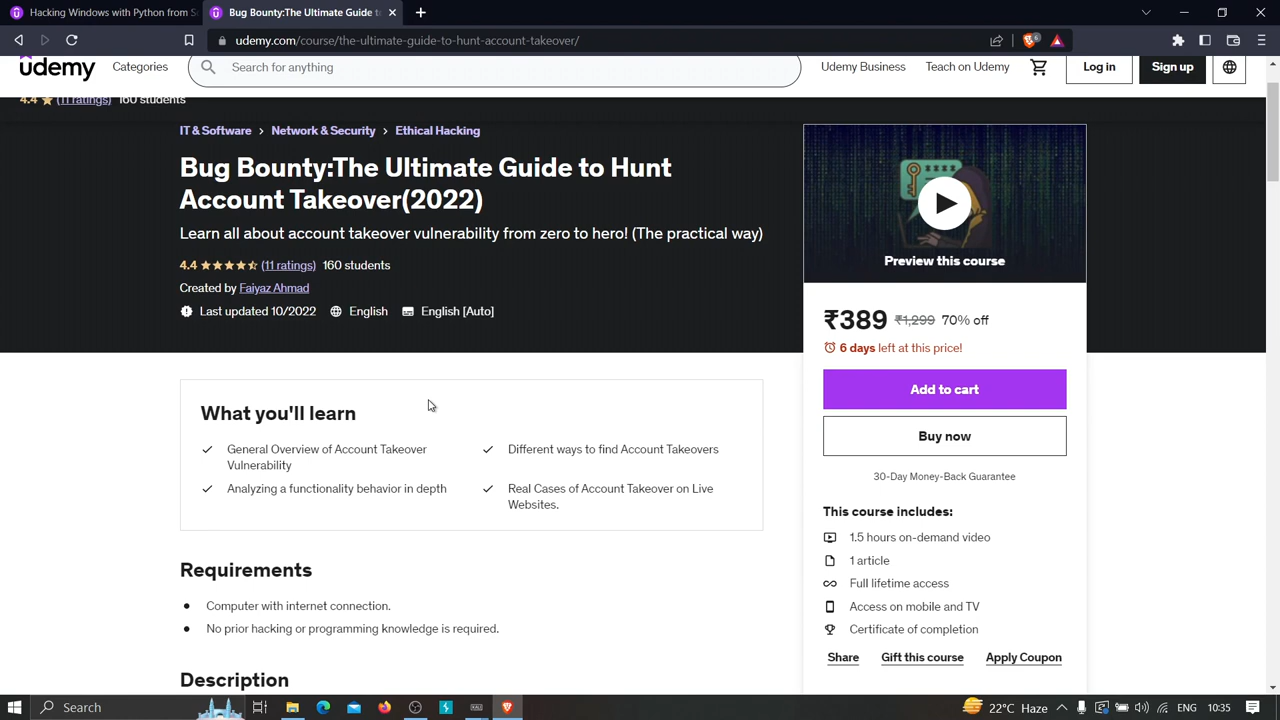 Hacking Windows with Python from S
Bug Bounty:The Ultimate Guide to
udemy.com/course/the-ultimate-guide-to-hunt-account-takeover/
6
udemy
Categories
Search for anything
Udemy Business
Teach on Udemy
Log in
Sign up
4.4 ★ (11 ratings) 160 students
IT & Software > Network & Security > Ethical Hacking
Bug Bounty:The Ultimate Guide to Hunt
Account Takeover(2022)
Learn all about account takeover vulnerability from zero to hero! (The practical way)
4.4 (11 ratings) 160 students
Created by Faiyaz Ahmad
Last updated 10/2022 English English [Auto]
Preview this course
₹389 ₹1,299 70% off
6 days left at this price!
Add to cart
Buy now
30-Day Money-Back Guarantee
This course includes:
1.5 hours on-demand video
1 article
Full lifetime access
Access on mobile and TV
Certificate of completion
Share Gift this course Apply Coupon
What you'll learn
General Overview of Account Takeover
Vulnerability
Analyzing a functionality behavior in depth
Different ways to find Account Takeovers
Real Cases of Account Takeover on Live
Websites.
Requirements
Computer with internet connection.
No prior hacking or programming knowledge is required.
Description
Search
22°C Haze
ENG
10:35